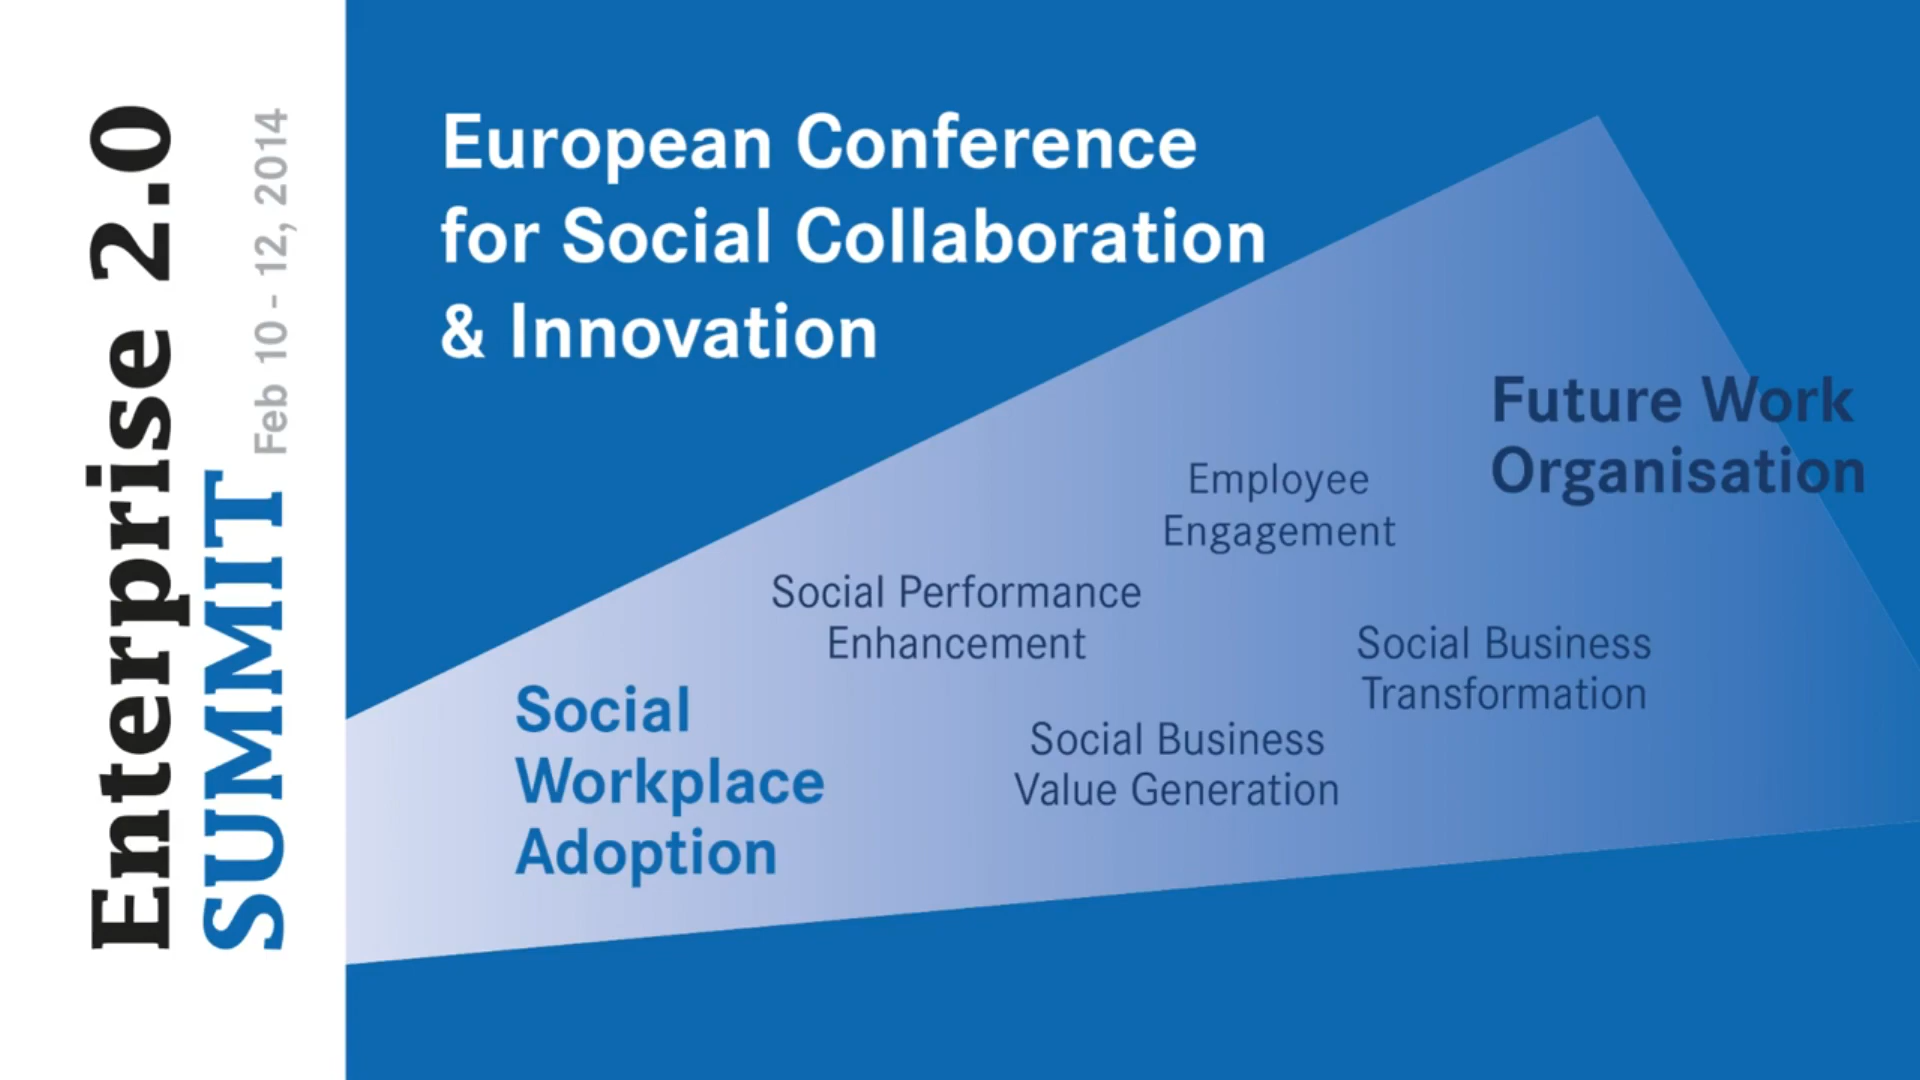 Enterprise 2.0
SUMMIT
Feb 10 - 12, 2014
European Conference
for Social Collaboration
& Innovation
Future Work
Organisation
Employee
Engagement
Social Performance
Enhancement
Social Business
Transformation
Social
Workplace
Adoption
Social Business
Value Generation